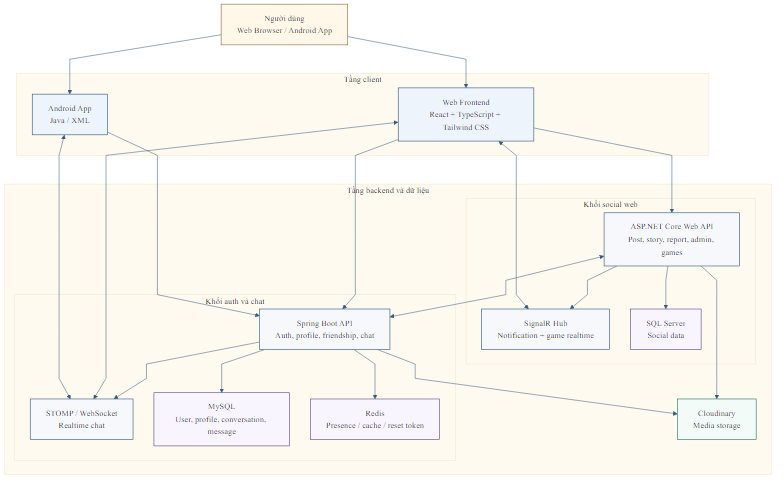 Người dùng
Web Browser / Android App
Tầng client
Android App
Java / XML
Web Frontend
React + TypeScript +
Tailwind CSS
Tầng backend và dữ liệu
Khối social web
ASP.NET Core Web API
Post, story, report, admin,
games
Khối auth và chat
Spring Boot API
Auth, profile, friendship, chat
SignalR Hub
Notification + game realtime
SQL Server
Social data
STOMP / WebSocket
Realtime chat
MySQL
User, profile, conversation,
message
Redis
Presence / cache / reset token
Cloudinary
Media storage